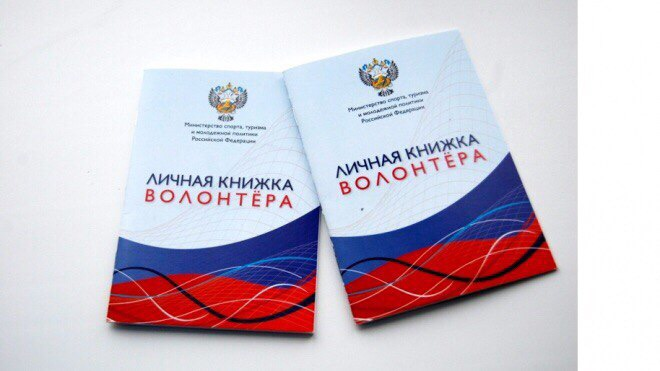 Министерство спорта, туризма
и молодежной политики
Российской Федерации
ЛИЧНАЯ КНИЖКА
ВОЛОНТЁРА
Министерство спорта, туризма
и молодежной политики
Российской Федерации
ЛИЧНАЯ КНИЖКА
ВОЛОНТЁРА